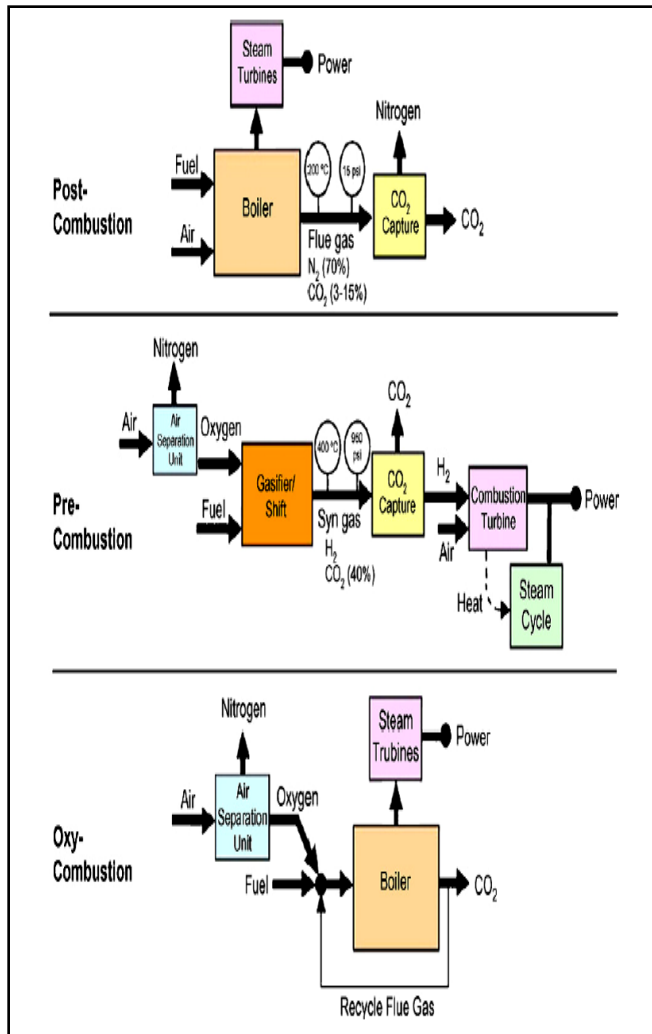 Post-
Combustion
Steam
Turbines
Power
Fuel
Air
Boiler
200 °C
15 psi
Flue gas
N₂ (70%)
CO₂ (3-15%)
Nitrogen
CO₂
Capture
CO₂
Pre-
Combustion
Nitrogen
Air
Air
Separation
Unit
Oxygen
Fuel
Gasifier/
Shift
400 °C
950
psi
Syn gas
H₂
CO₂ (40%)
CO₂
CO₂
Capture
H₂
Air
Combustion
Turbine
Power
Heat
Steam
Cycle
Oxy-
Combustion
Nitrogen
Air
Air
Separation
Unit
Oxygen
Fuel
Steam
Trubines
Power
Boiler
CO₂
Recycle Flue Gas